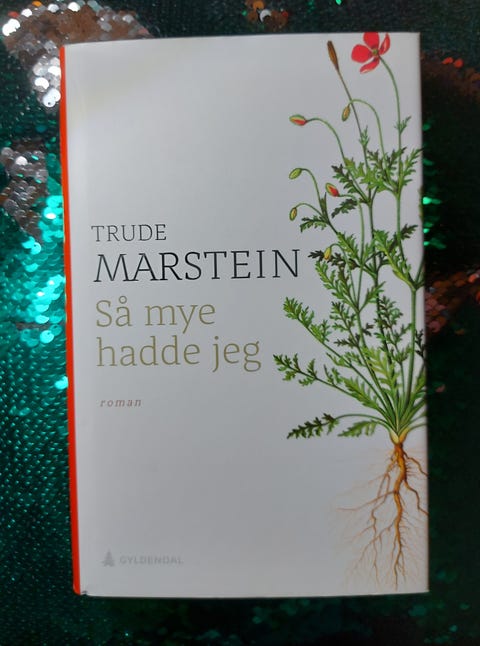 TRUDE
MARSTEIN
Så mye
hadde jeg
roman
GYLDENDAL